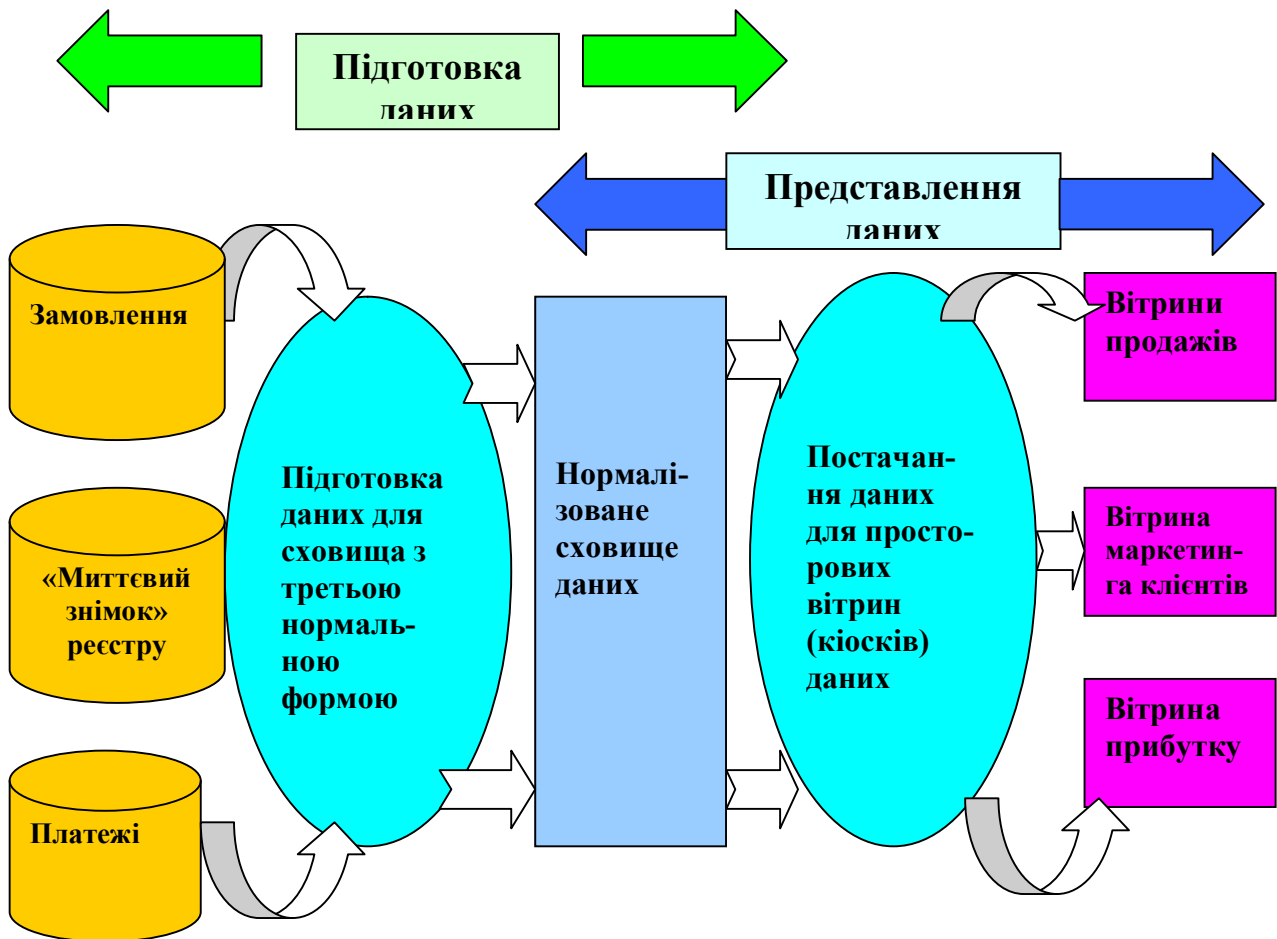 Підготовка
даних
Представлення
даних
Замовлення
«Миттєвий
знімок»
реєстру
Платежі
Підготовка
даних для
сховища з
третьою
нормаль-
ною
формою
Нормалі-
зоване
сховище
даних
Постачан-
ня даних
для просто-
рових
вітрин
(кіосків)
даних
Вітрини
продажів
Вітрина
маркетин-
га клієнтів
Вітрина
прибутку